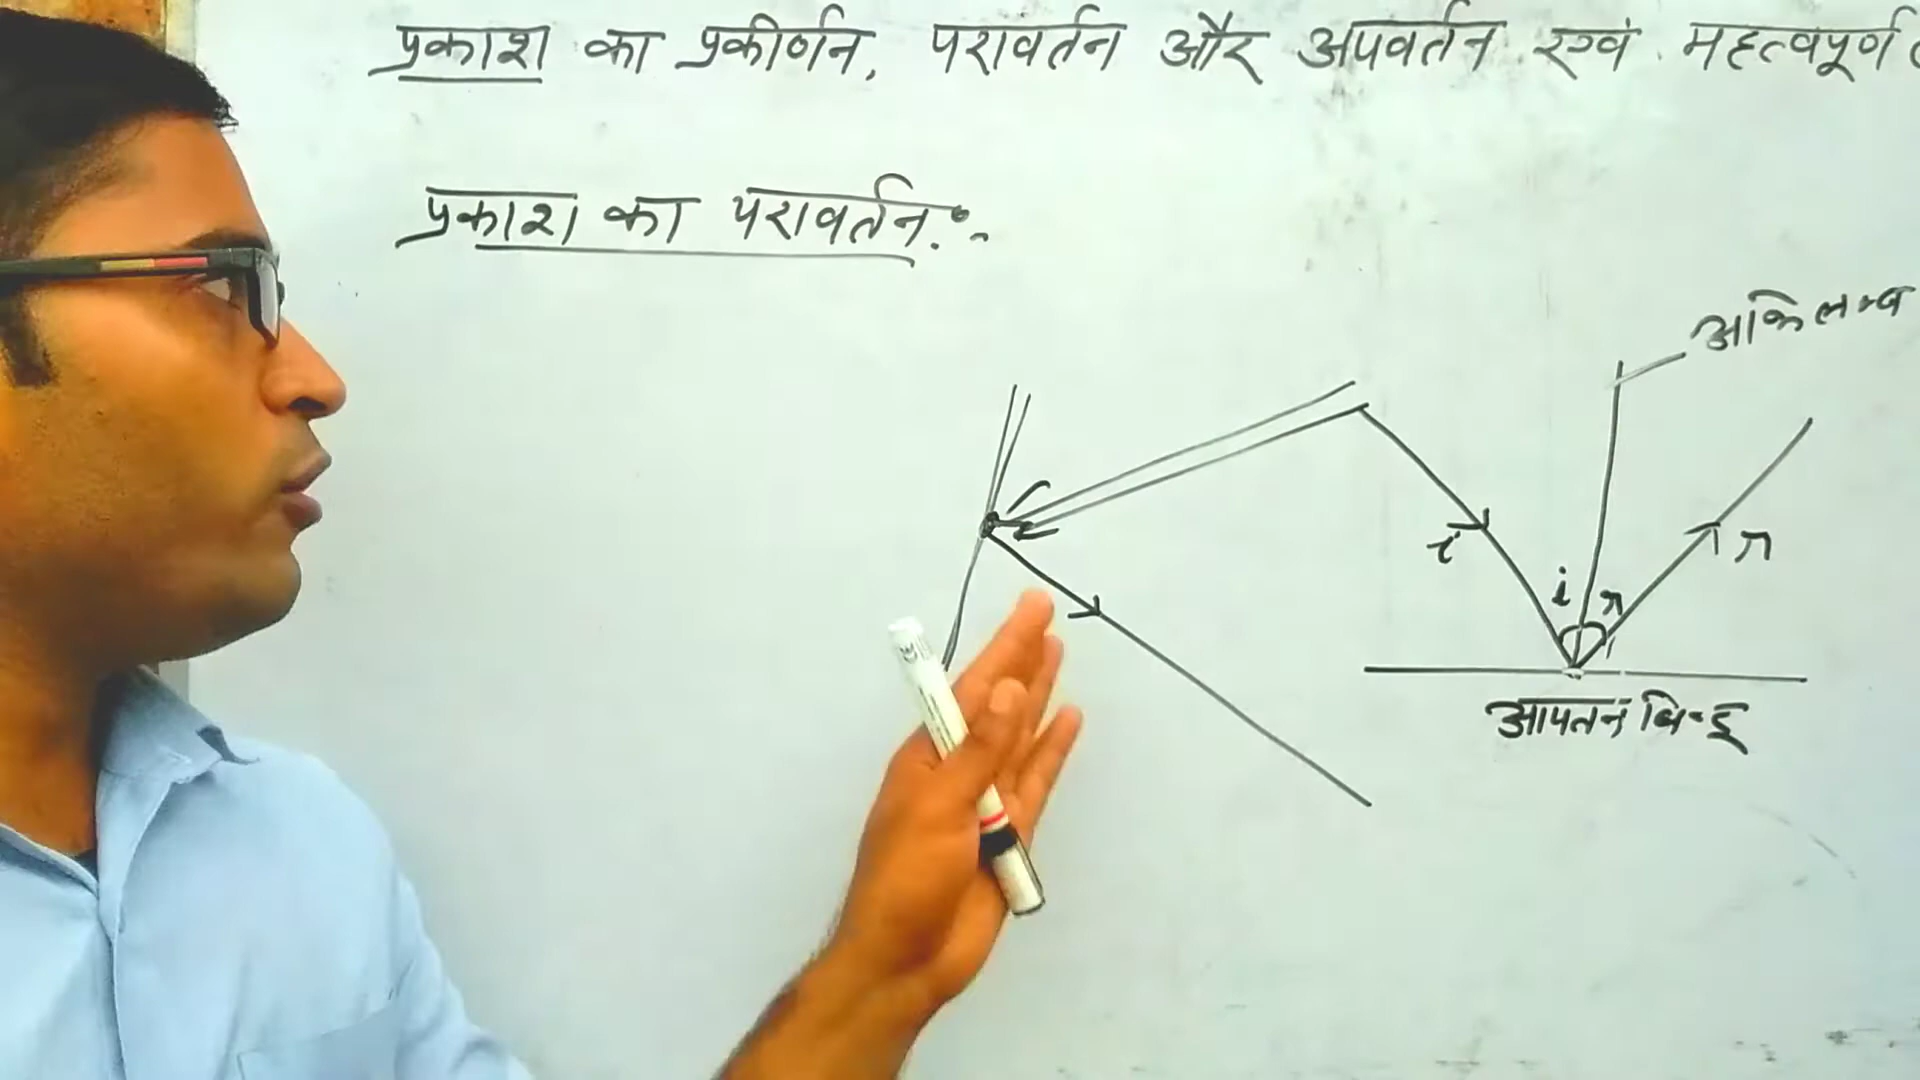 प्रकाश का प्रकीर्णन, परावर्तन और अपवर्तन एवं महत्वपूर्ण
प्रकाश का परावर्तन :-
अभिलम्ब
i r
i r
आपतन बिन्दु